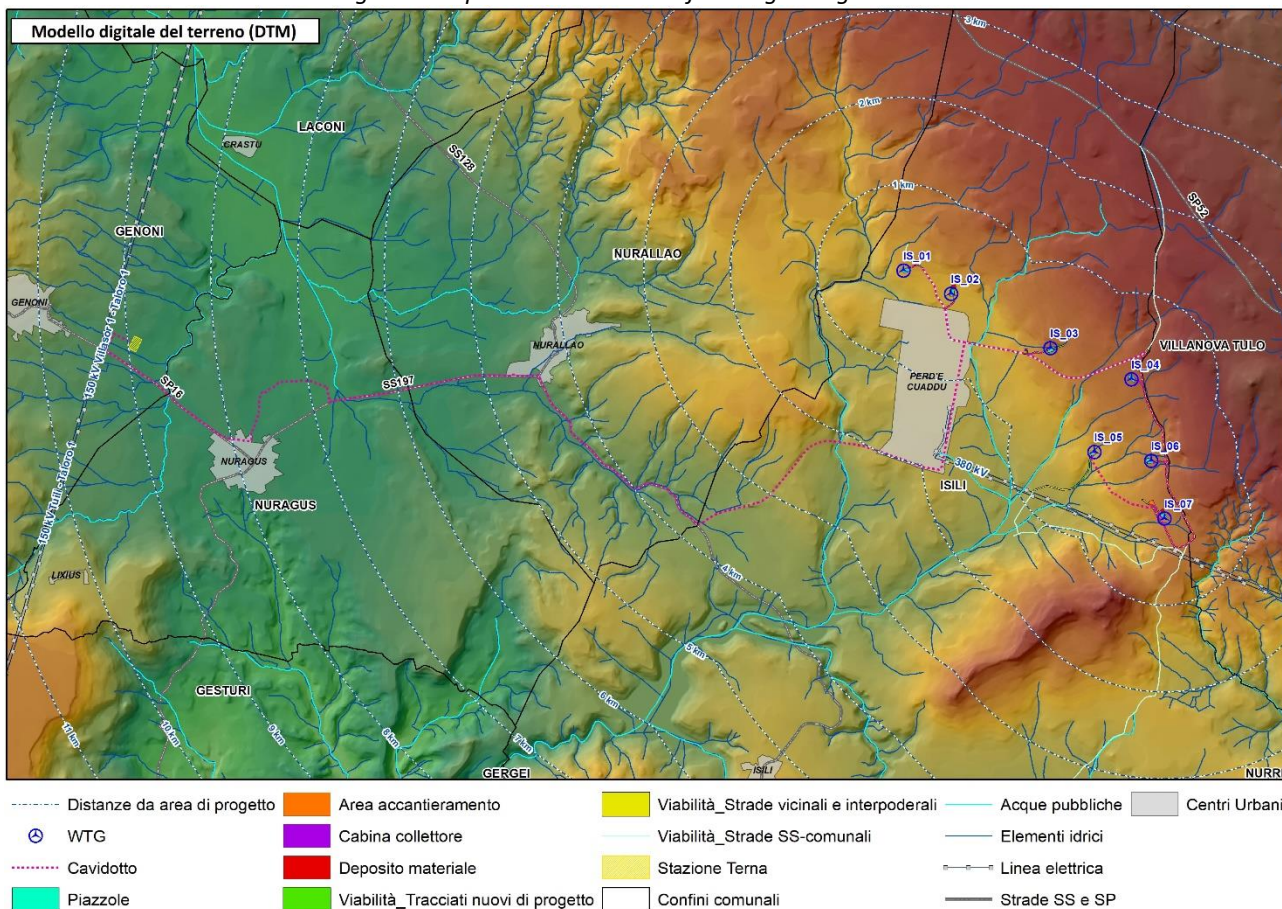 Modello digitale del terreno (DTM)
3 km
LACONI
CRASTU
SS128
2 km
SP52
1 km
GENONI
NURALLAO
IS_01
IS_02
GENONI
150 kV Villasor 1 -Taloro 1
NURALLAO
IS_03
VILLANOVA TULO
SP16
SS197
PERD'E
CUADDU
IS_04
NURAGUS
IS_05
IS_06
380 kV
ISILI
NURAGUS
150 kV Tuili -Taloro 1
IS_07
LIXIUS
4 km
5 km
GESTURI
6 km
11 km
10 km
9 km
8 km
7 km
GERGEI
ISILI
NURRI
Distanze da area di progetto
Area accantieramento
Viabilità_Strade vicinali e interpoderali
Acque pubbliche
Centri Urbani
WTG
Cabina collettore
Viabilità_Strade SS-comunali
Elementi idrici
Cavidotto
Deposito materiale
Stazione Terna
Linea elettrica
Piazzole
Viabilità_Tracciati nuovi di progetto
Confini comunali
Strade SS e SP